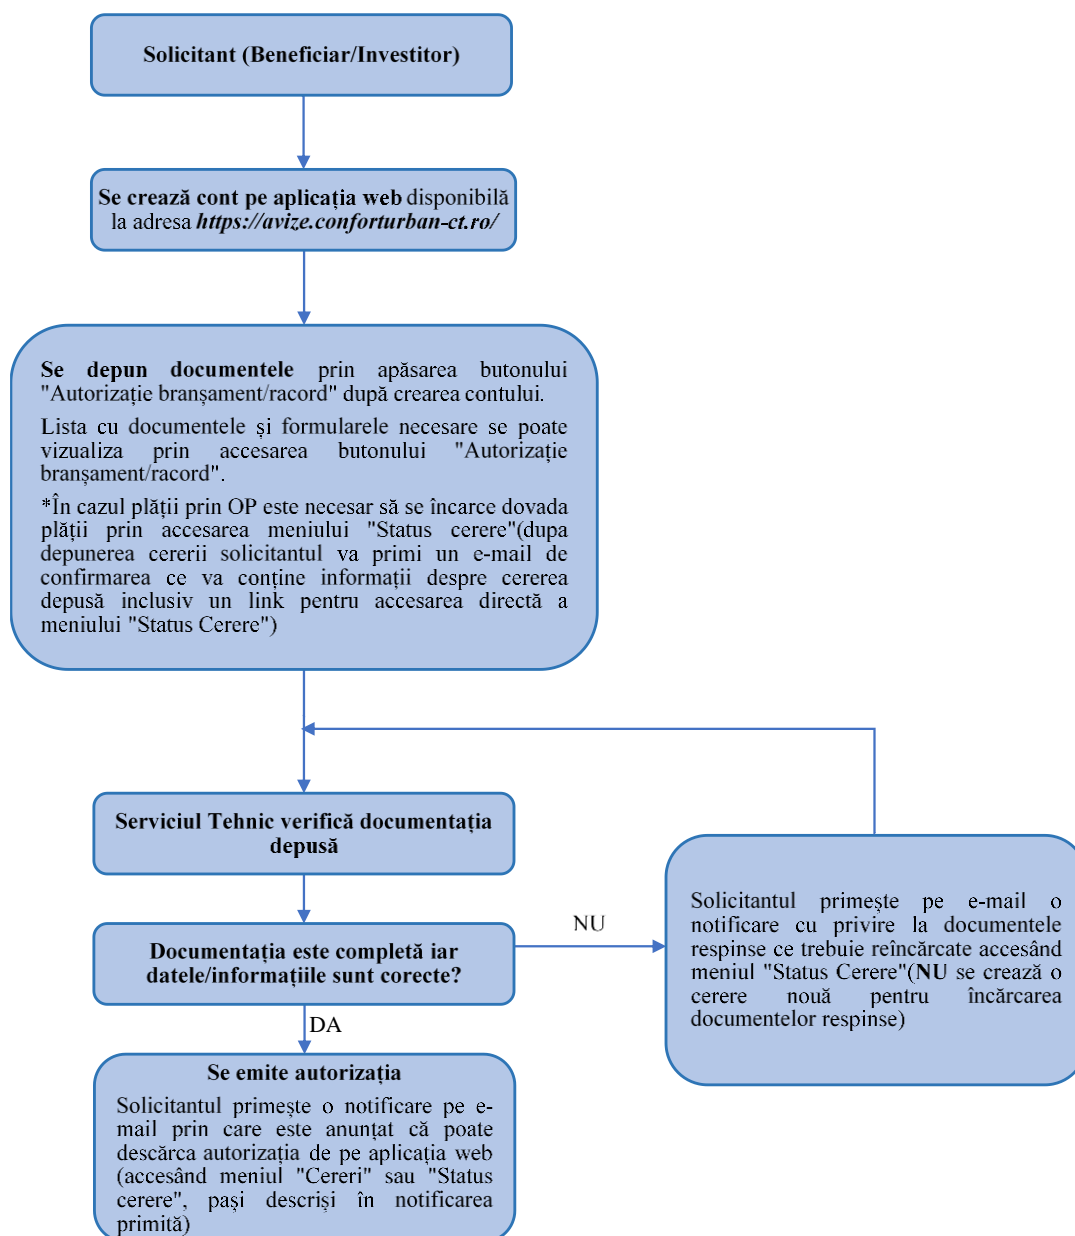 Solicitant (Beneficiar/Investitor)
Se crează cont pe aplicația web disponibilă
la adresa https://avize.conforturban-ct.ro/
Se depun documentele prin apăsarea butonului
"Autorizație branșament/racord" după crearea contului.
Lista cu documentele și formularele necesare se poate
vizualiza prin accesarea butonului "Autorizație
branșament/racord".
*În cazul plății prin OP este necesar să se încarce dovada
plății prin accesarea meniului "Status cerere"(dupa
depunerea cererii solicitantul va primi un e-mail de
confirmarea ce va conține informații despre cererea
depusă inclusiv un link pentru accesarea directă a
meniului "Status Cerere")
Serviciul Tehnic verifică documentația
depusă
Documentația este completă iar
datele/informațiile sunt corecte?
NU
Solicitantul primește pe e-mail o
notificare cu privire la documentele
respinse ce trebuie reîncărcate accesând
meniul "Status Cerere"(NU se crează o
cerere nouă pentru încărcarea
documentelor respinse)
DA
Se emite autorizația
Solicitantul primește o notificare pe e-
mail prin care este anunțat că poate
descărca autorizația de pe aplicația web
(accesând meniul "Cereri" sau "Status
cerere", pași descriși în notificarea
primită)